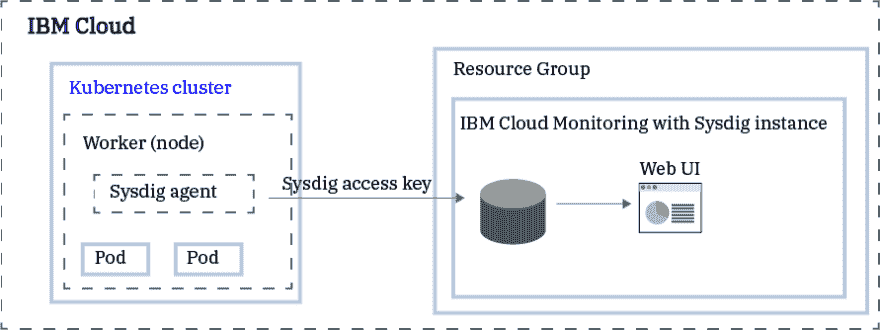 IBM Cloud
Kubernetes cluster
Worker (node)
Sysdig agent
Pod
Pod
Sysdig access key
Resource Group
IBM Cloud Monitoring with Sysdig instance
Web UI